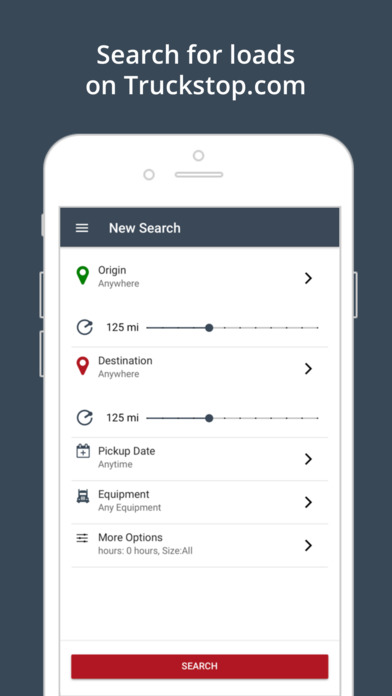 Search for loads
on Truckstop.com
New Search
Origin
Anywhere
125 mi
Destination
Anywhere
125 mi
Pickup Date
Anytime
Equipment
Any Equipment
More Options
hours: 0 hours, Size:All
SEARCH